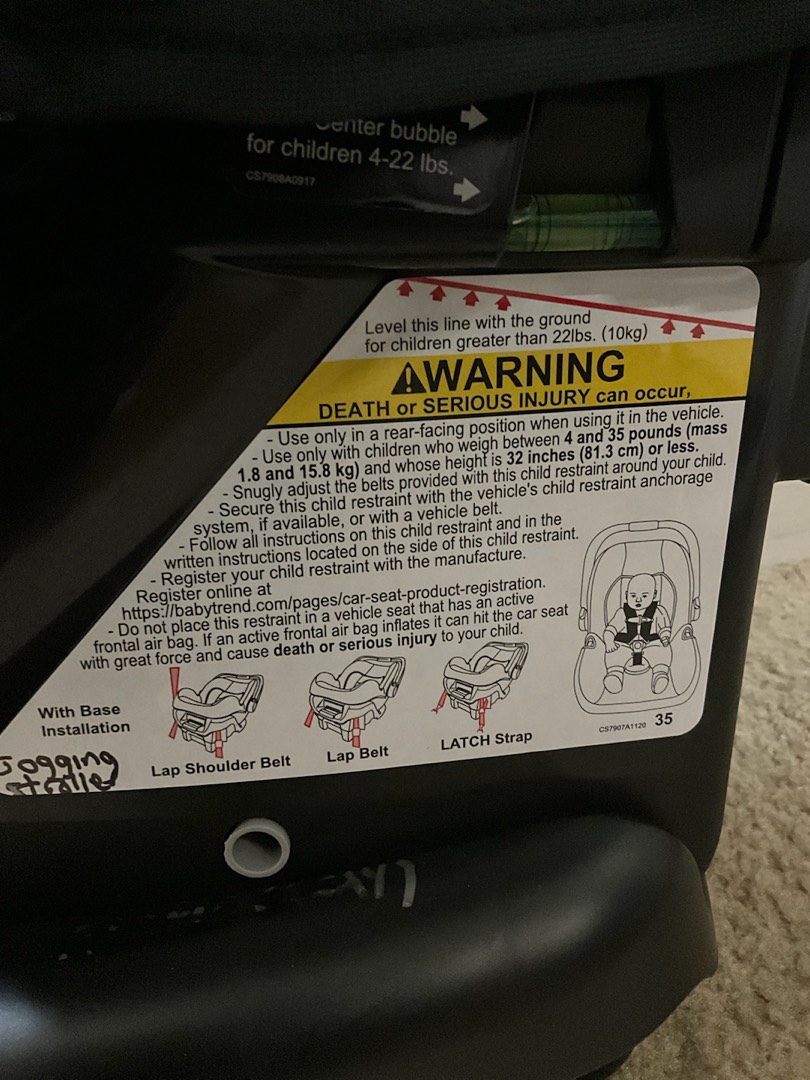 Center bubble
for children 4-22 lbs.
CS7908A0917
Level this line with the ground
for children greater than 22lbs. (10kg)
WARNING
DEATH or SERIOUS INJURY can occur,
- Use only in a rear-facing position when using it in the vehicle.
- Use only with children who weigh between 4 and 35 pounds (mass
1.8 and 15.8 kg) and whose height is 32 inches (81.3 cm) or less.
- Snugly adjust the belts provided with this child restraint around your child.
- Secure this child restraint with the vehicle's child restraint anchorage
system, if available, or with a vehicle belt.
- Follow all instructions on this child restraint and in the
written instructions located on the side of this child restraint.
- Register your child restraint with the manufacture.
Register online at
https://babytrend.com/pages/car-seat-product-registration.
- Do not place this restraint in a vehicle seat that has an active
frontal air bag. If an active frontal air bag inflates it can hit the car seat
with great force and cause death or serious injury to your child.
With Base
Installation
Lap Shoulder Belt
Lap Belt
LATCH Strap
CS7907A1120 35
Jogging